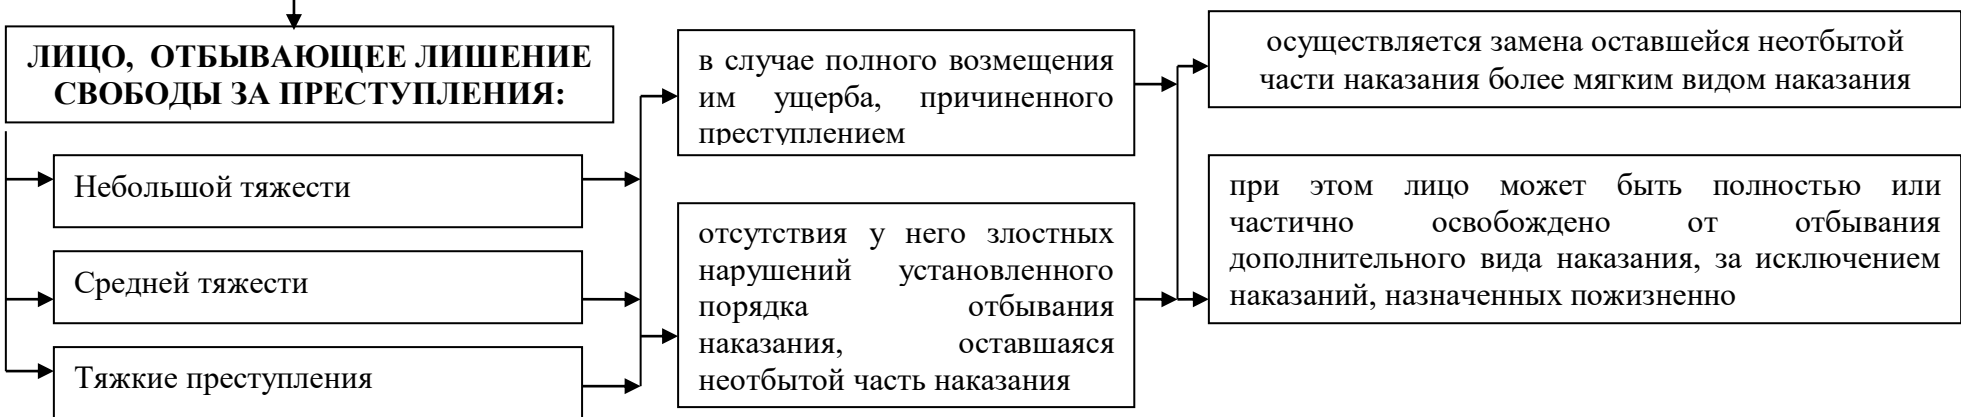 ЛИЦО, ОТБЫВАЮЩЕЕ ЛИШЕНИЕ
СВОБОДЫ ЗА ПРЕСТУПЛЕНИЯ:
Небольшой тяжести
Средней тяжести
Тяжкие преступления
в случае полного возмещения
им ущерба, причиненного
преступлением
отсутствия у него злостных
нарушений установленного
порядка отбывания
наказания, оставшаяся
неотбытой часть наказания
осуществляется замена оставшейся неотбытой
части наказания более мягким видом наказания
при этом лицо может быть полностью или
частично освобождено от отбывания
дополнительного вида наказания, за исключением
наказаний, назначенных пожизненно